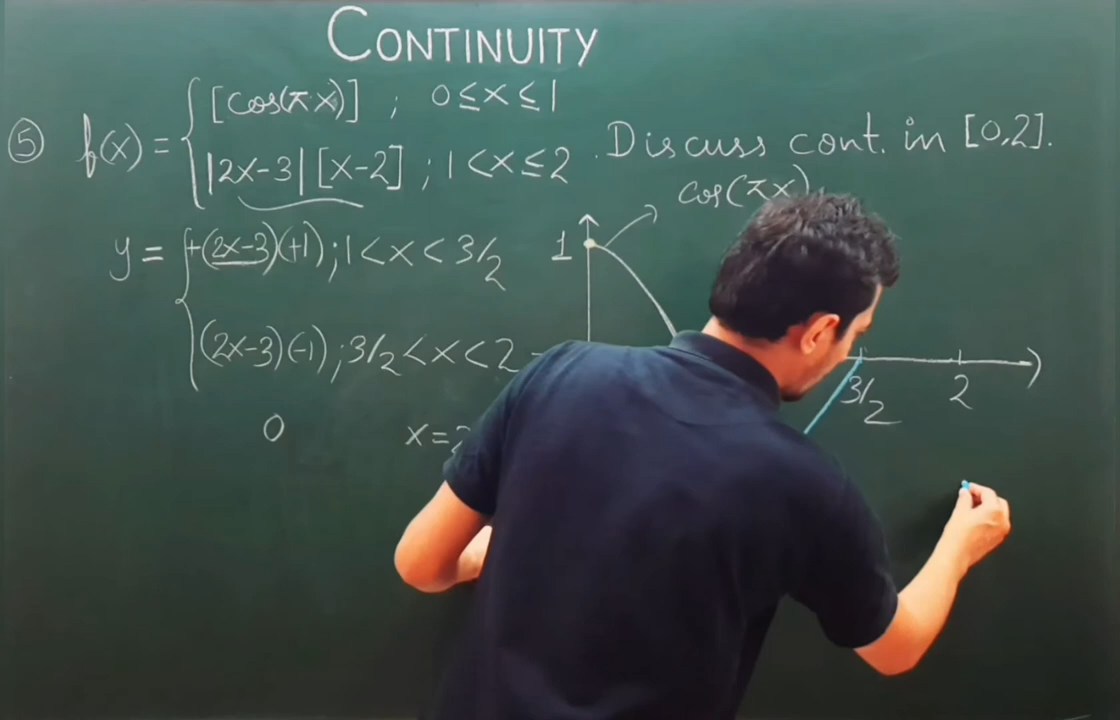 CONTINUITY
⑤ f(x) = { [cos(πx)] ; 0≤x≤1
|2x-3| [x-2] ; 1<x≤2 . Discuss cont. in [0,2].
cos(πx)
y = { +(2x-3)(+1) ; 1<x<3/2
1
(2x-3)(-1) ; 3/2<x<2
3/2 2
0 x=2